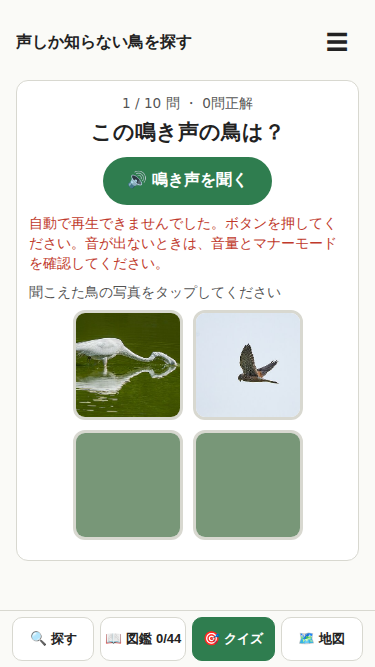 声しか知らない鳥を探す
1 / 10 問 ・ 0問正解
この鳴き声の鳥は？
🔊 鳴き声を聞く
自動で再生できませんでした。ボタンを押してく
ださい。音が出ないときは、音量とマナーモード
を確認してください。
聞こえた鳥の写真をタップしてください
🔍 探す
📖 図鑑 0/44
🎯 クイズ
🗺️ 地図